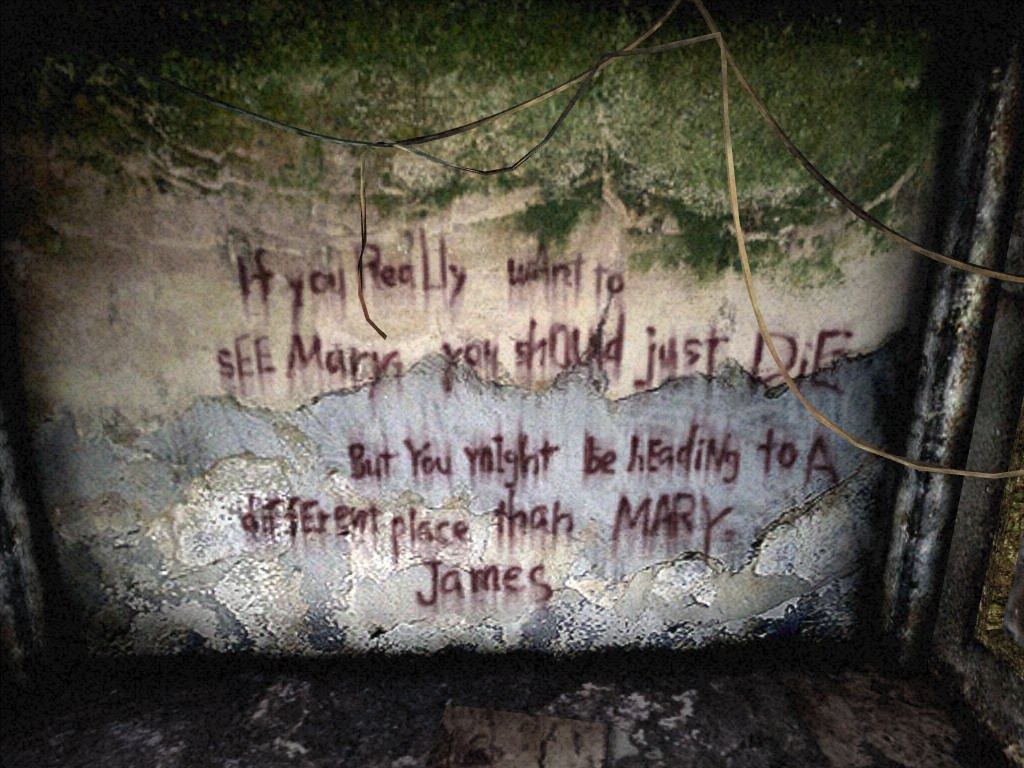 If you Really want to
sEE Mary, you shOUld just DiE
But You mIght be hEadiNg to A
diffErent place than MARY.
James